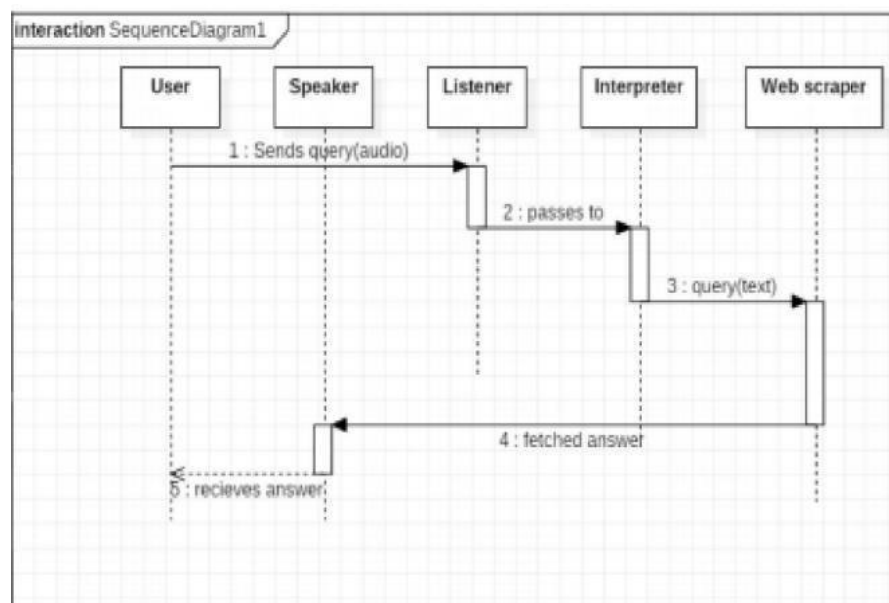 interaction SequenceDiagram1
User
Speaker
Listener
Interpreter
Web scraper
1 : Sends query(audio)
2 : passes to
3 : query(text)
4 : fetched answer
5 : recieves answer